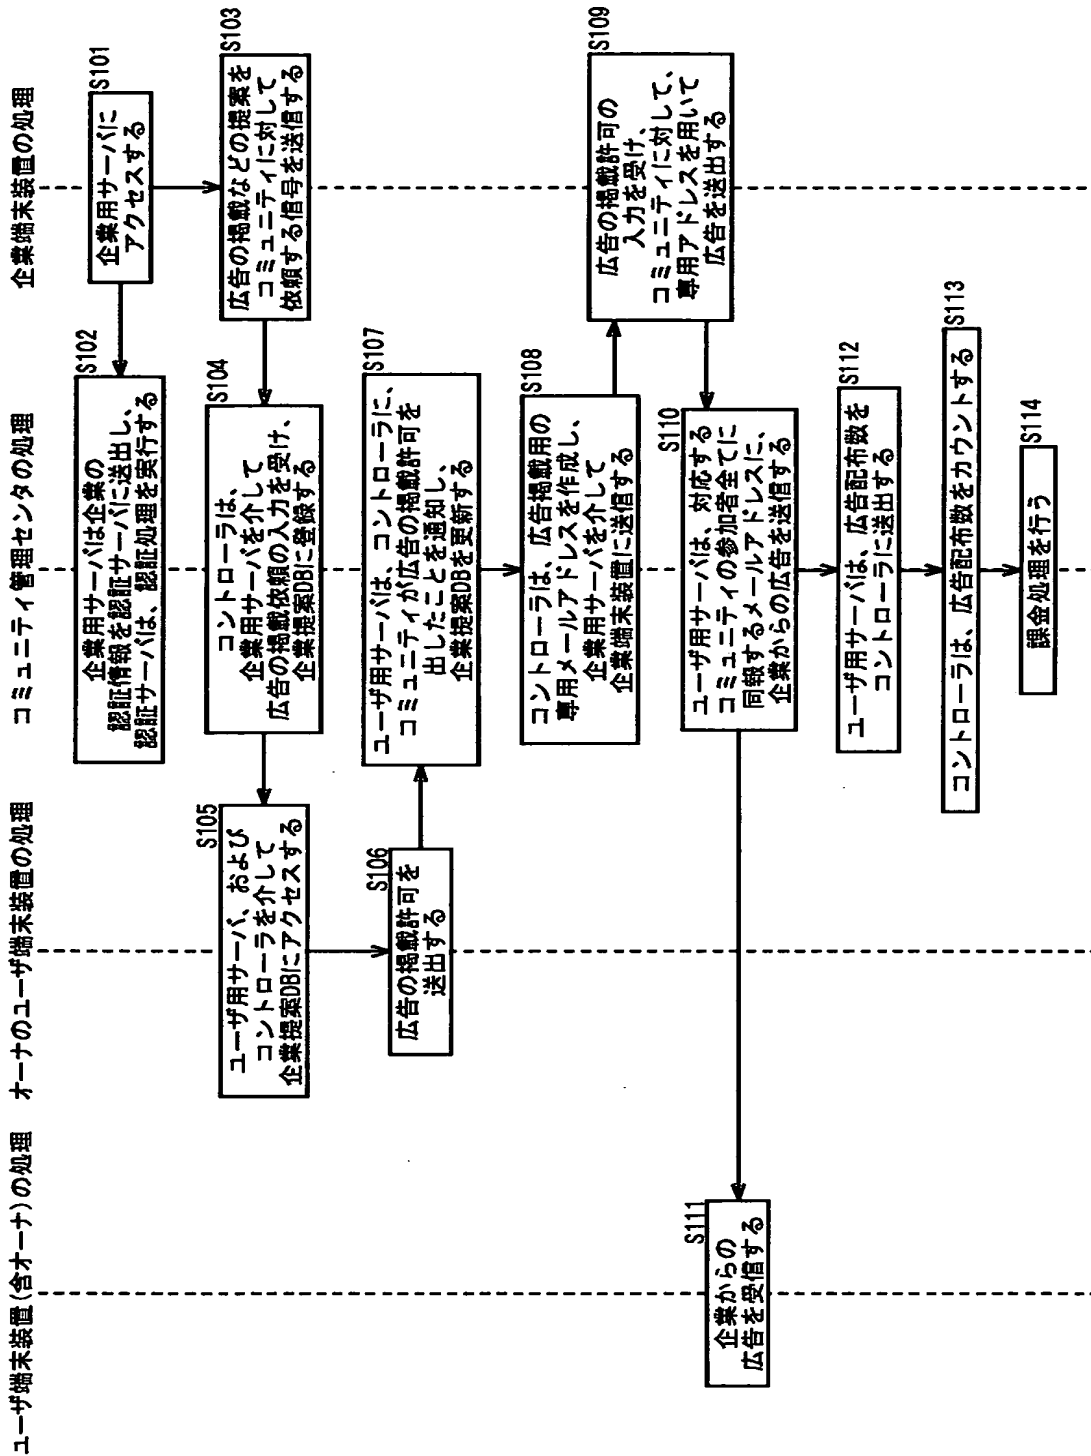 ユーザ端末装置(含オーナ)の処理
オーナのユーザ端末装置の処理
コミュニティ管理センタの処理
企業端末装置の処理
S101
企業用サーバに
アクセスする
S102
企業用サーバは企業の
認証情報を認証サーバに送出し、
認証サーバは、認証処理を実行する
S103
広告の掲載などの提案を
コミュニティに対して
依頼する信号を送信する
S104
コントローラは、
企業用サーバを介して
広告の掲載依頼の入力を受け、
企業提案DBに登録する
S105
ユーザ用サーバ、および
コントローラを介して
企業提案DBにアクセスする
S106
広告の掲載許可を
送出する
S107
ユーザ用サーバは、コントローラに、
コミュニティが広告の掲載許可を
出したことを通知し、
企業提案DBを更新する
S108
コントローラは、広告掲載用の
専用メールアドレスを作成し、
企業用サーバを介して
企業端末装置に送信する
S109
広告の掲載許可の
入力を受け、
コミュニティに対して、
専用アドレスを用いて
広告を送出する
S110
ユーザ用サーバは、対応する
コミュニティの参加者全てに
同報するメールアドレスに、
企業からの広告を送信する
S111
企業からの
広告を受信する
S112
ユーザ用サーバは、広告配布数を
コントローラに送出する
S113
コントローラは、広告配布数をカウントする
S114
課金処理を行う